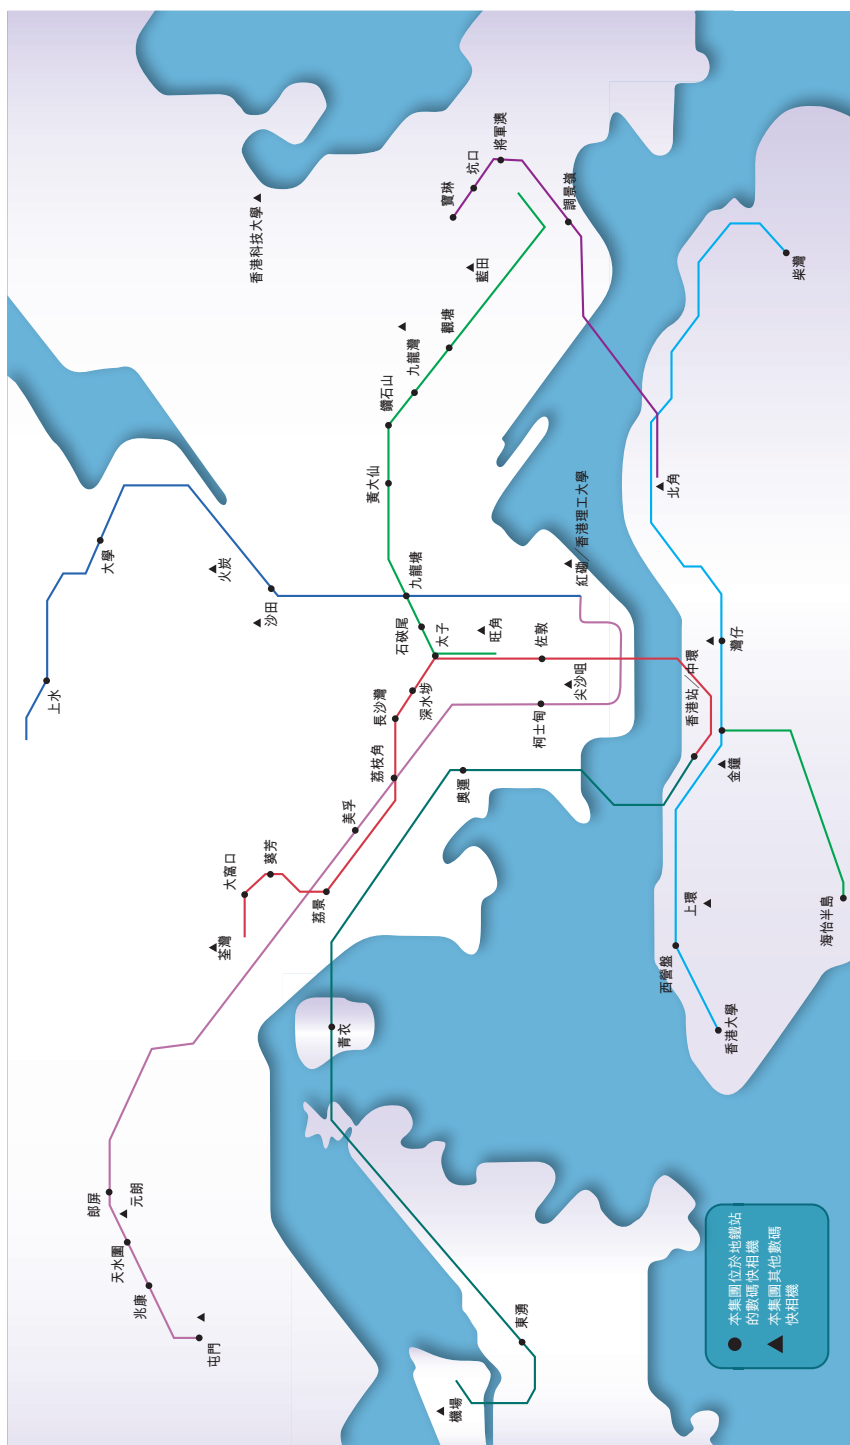 上水
大學
火炭
沙田
香港科技大學
寶琳
坑口
將軍澳
調景嶺
藍田
觀塘
九龍灣
鑽石山
黃大仙
九龍塘
石硤尾
太子
旺角
深水埗
長沙灣
荔枝角
美孚
荔景
葵芳
大窩口
荃灣
佐敦
尖沙咀
柯士甸
紅磡
香港理工大學
奧運
青衣
東涌
機場
朗屏
元朗
天水圍
兆康
屯門
柴灣
北角
灣仔
中環
香港站
金鐘
上環
西營盤
香港大學
海怡半島
本集團位於地鐵站
的數碼快相機
本集團其他數碼
快相機